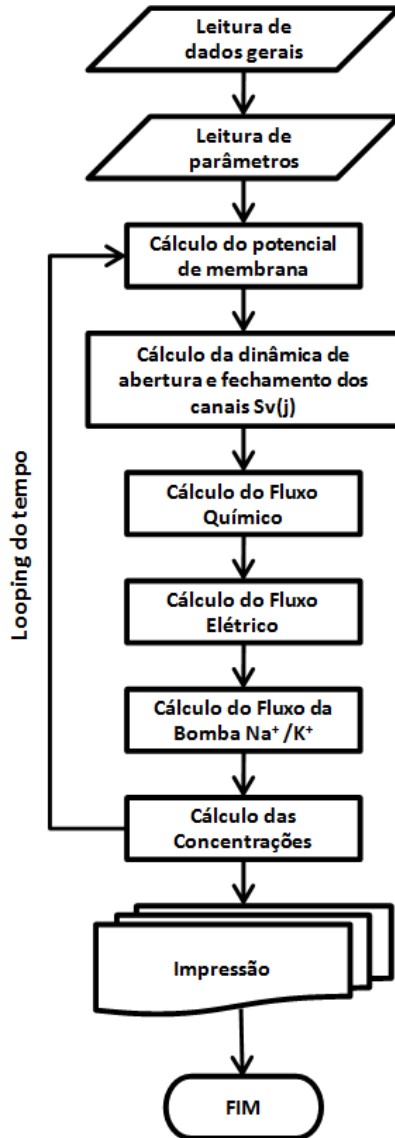 Leitura de
dados gerais
Leitura de
parâmetros
Cálculo do potencial
de membrana
Cálculo da dinâmica de
abertura e fechamento dos
canais Sv(j)
Looping do tempo
Cálculo do Fluxo
Químico
Cálculo do Fluxo
Elétrico
Cálculo do Fluxo da
Bomba Na⁺ /K⁺
Cálculo das
Concentrações
Impressão
FIM